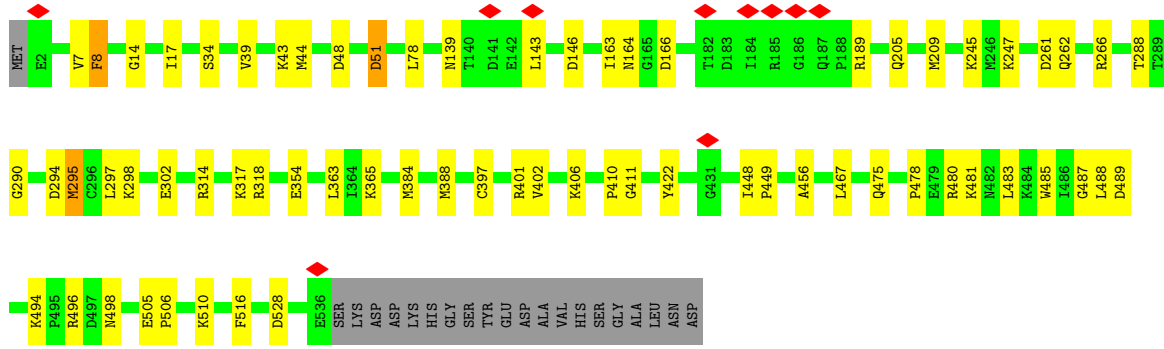 MET E2 V7 F8 G14 I17 S34 V39 K43 M44 D48 D51 L78 N139 T140 D141 E142 L143 D146 I163 N164 G165 D166 T182 D183 I184 R185 G186 Q187 P188 R189 Q205 M209 K245 M246 K247 D261 Q262 R266 T288 T289
G290 D294 M295 C296 L297 K298 E302 R314 K317 R318 E354 L363 I364 K365 M384 M388 C397 R401 V402 K406 P410 G411 Y422 G431 I448 P449 A456 L467 Q475 P478 E479 R480 K481 N482 L483 K484 W485 I486 G487 L488 D489
K494 P495 R496 D497 N498 E505 P506 K510 F516 D528 E536 SER LYS ASP ASP LYS HIS GLY SER TYR GLU ASP ALA VAL HIS SER GLY ALA LEU ASN ASP